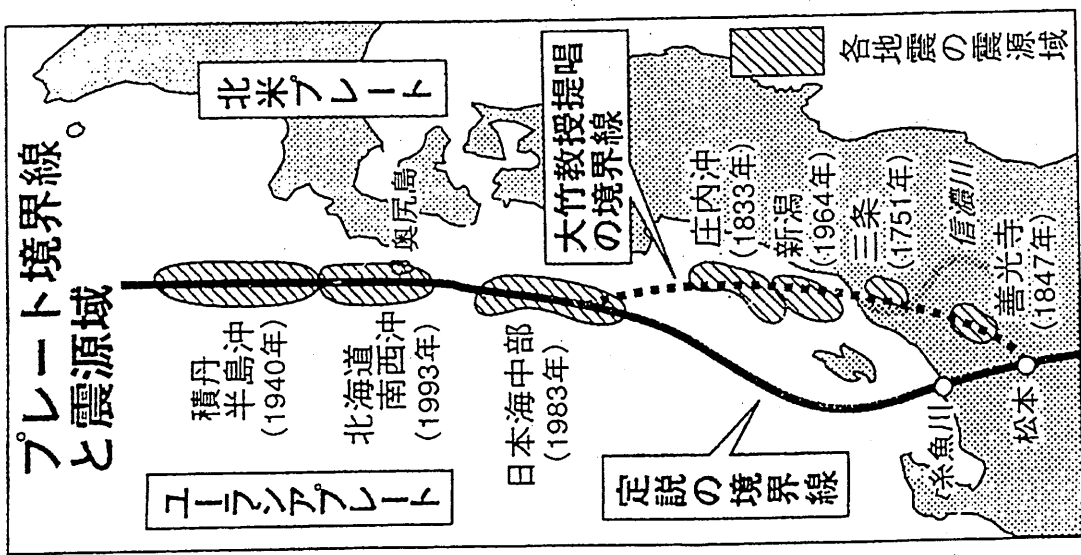 プレート境界線
と震源域
北米プレート
ユーラシアプレート
積丹
半島沖
(1940年)
北海道
南西沖
(1993年)
奥尻島
日本海中部
(1983年)
大竹教授提唱
の境界線
定説の境界線
庄内沖
(1833年)
新潟
(1964年)
三条
(1751年)
信濃川
善光寺
(1847年)
糸魚川
松本
各地震の震源域